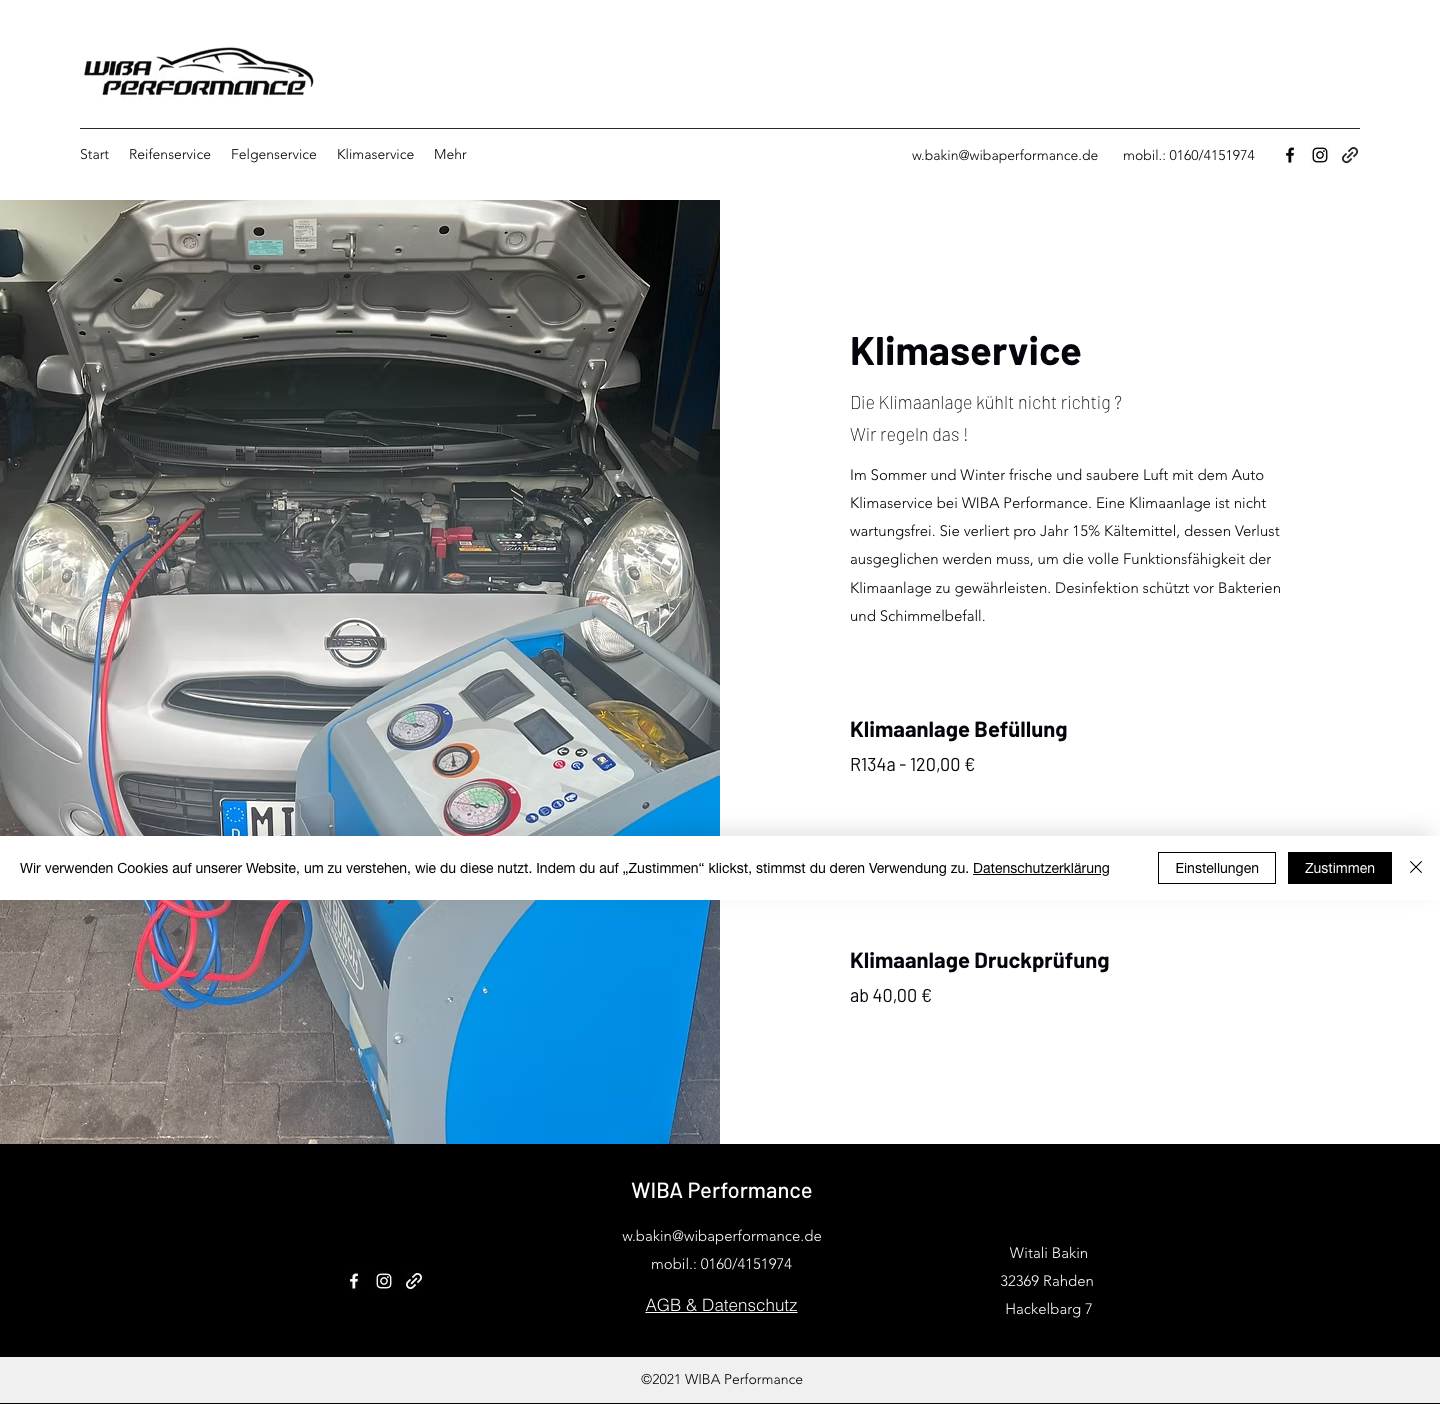 WIBA
PERFORMANCE
Start Reifenservice Felgenservice Klimaservice Mehr
w.bakin@wibaperformance.de mobil.: 0160/4151974
Klimaservice
Die Klimaanlage kühlt nicht richtig ?
Wir regeln das !
Im Sommer und Winter frische und saubere Luft mit dem Auto
Klimaservice bei WIBA Performance. Eine Klimaanlage ist nicht
wartungsfrei. Sie verliert pro Jahr 15% Kältemittel, dessen Verlust
ausgeglichen werden muss, um die volle Funktionsfähigkeit der
Klimaanlage zu gewährleisten. Desinfektion schützt vor Bakterien
und Schimmelbefall.
NISSAN
Klimaanlage Befüllung
R134a - 120,00 €
D
MI
Wir verwenden Cookies auf unserer Website, um zu verstehen, wie du diese nutzt. Indem du auf „Zustimmen“ klickst, stimmst du deren Verwendung zu. Datenschutzerklärung
Einstellungen
Zustimmen
Klimaanlage Druckprüfung
ab 40,00 €
WIBA Performance
w.bakin@wibaperformance.de
mobil.: 0160/4151974
AGB & Datenschutz
Witali Bakin
32369 Rahden
Hackelbarg 7
©2021 WIBA Performance